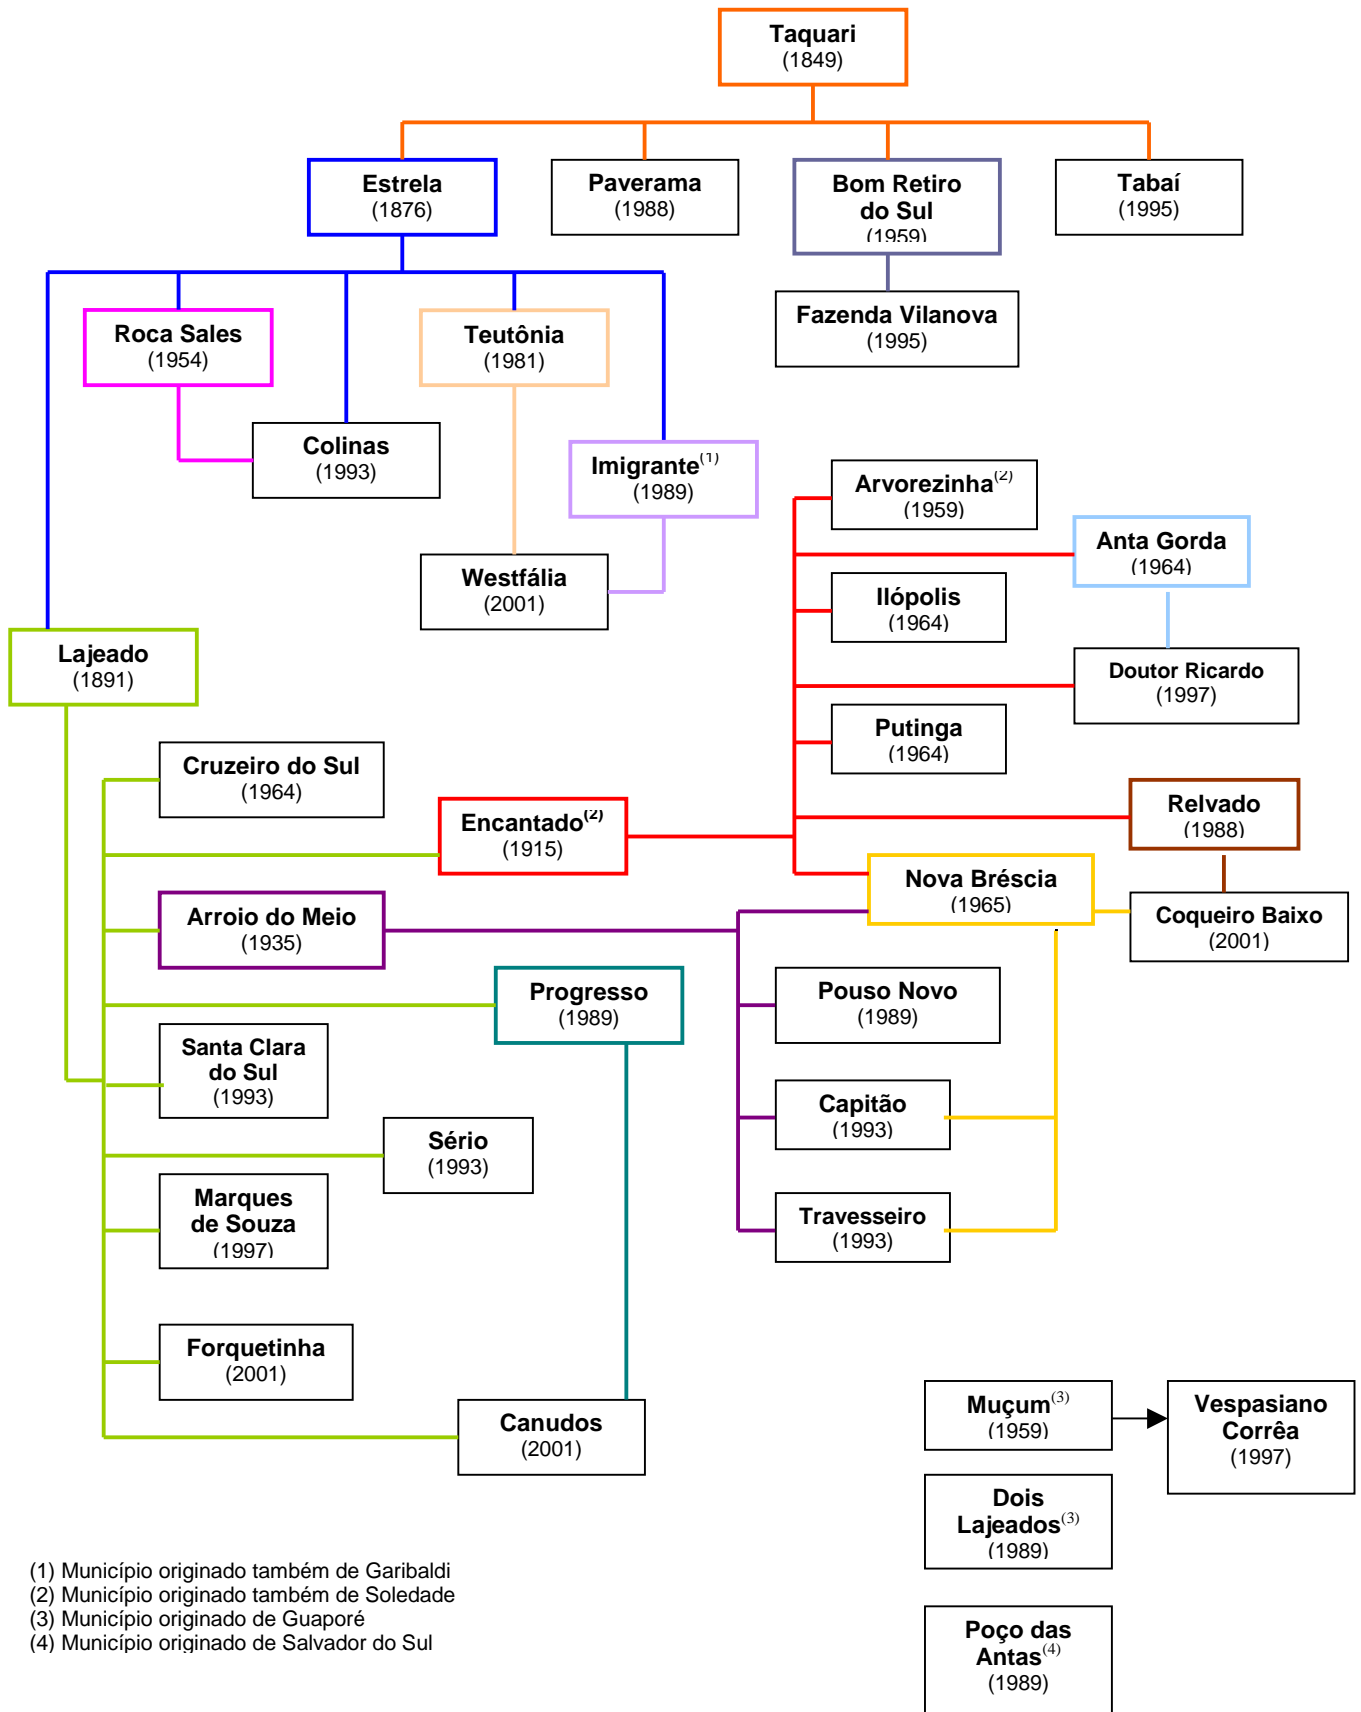 Taquari
(1849)
Estrela
(1876)
Paverama
(1988)
Bom Retiro
do Sul
(1959)
Tabaí
(1995)
Roca Sales
(1954)
Teutônia
(1981)
Fazenda Vilanova
(1995)
Colinas
(1993)
Imigrante(1)
(1989)
Arvorezinha(2)
(1959)
Anta Gorda
(1964)
Westfália
(2001)
Ilópolis
(1964)
Lajeado
(1891)
Doutor Ricardo
(1997)
Putinga
(1964)
Cruzeiro do Sul
(1964)
Encantado(2)
(1915)
Relvado
(1988)
Nova Bréscia
(1965)
Arroio do Meio
(1935)
Coqueiro Baixo
(2001)
Progresso
(1989)
Pouso Novo
(1989)
Santa Clara
do Sul
(1993)
Capitão
(1993)
Sério
(1993)
Marques
de Souza
(1997)
Travesseiro
(1993)
Forquetinha
(2001)
Canudos
(2001)
Muçum(3)
(1959)
Vespasiano
Corrêa
(1997)
Dois
Lajeados(3)
(1989)
Poço das
Antas(4)
(1989)
(1) Município originado também de Garibaldi
(2) Município originado também de Soledade
(3) Município originado de Guaporé
(4) Município originado de Salvador do Sul